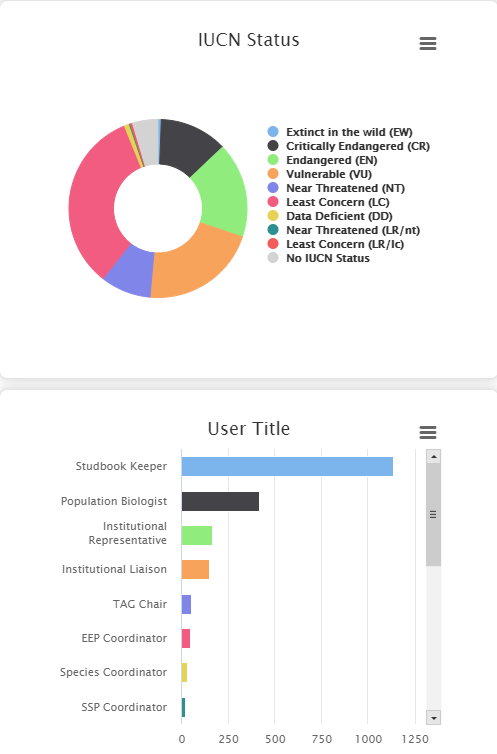 IUCN Status
Extinct in the wild (EW)
Critically Endangered (CR)
Endangered (EN)
Vulnerable (VU)
Near Threatened (NT)
Least Concern (LC)
Data Deficient (DD)
Near Threatened (LR/nt)
Least Concern (LR/lc)
No IUCN Status
User Title
Studbook Keeper
Population Biologist
Institutional
Representative
Institutional Liaison
TAG Chair
EEP Coordinator
Species Coordinator
SSP Coordinator
0 250 500 750 1000 1250